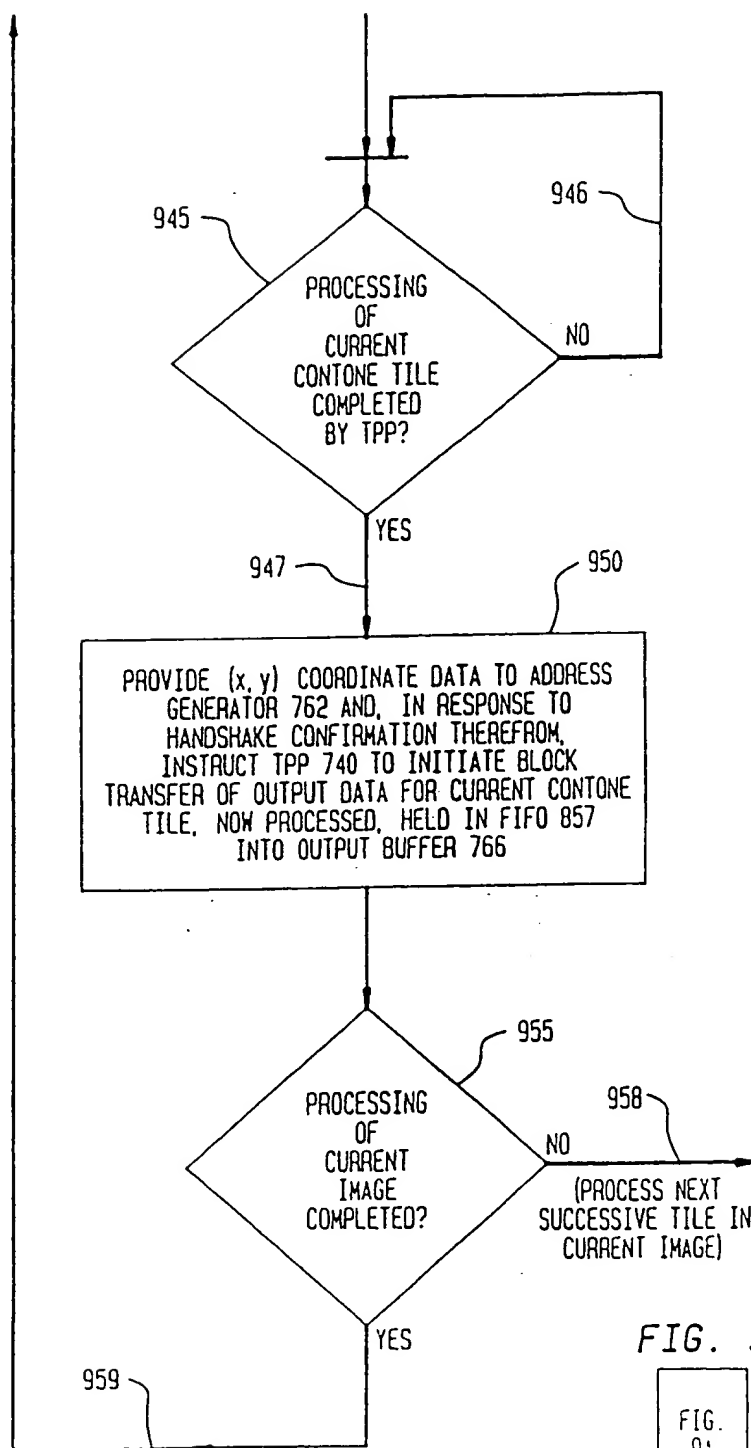 946
945
PROCESSING
OF
CURRENT
CONTONE TILE
COMPLETED
BY TPP?
NO
YES
947
950
PROVIDE (x, y) COORDINATE DATA TO ADDRESS
GENERATOR 762 AND, IN RESPONSE TO
HANDSHAKE CONFIRMATION THEREFROM,
INSTRUCT TPP 740 TO INITIATE BLOCK
TRANSFER OF OUTPUT DATA FOR CURRENT CONTONE
TILE, NOW PROCESSED, HELD IN FIFO 857
INTO OUTPUT BUFFER 766
955
PROCESSING
OF
CURRENT
IMAGE
COMPLETED?
NO
958
(PROCESS NEXT
SUCCESSIVE TILE IN
CURRENT IMAGE)
YES
959
FIG.
FIG.